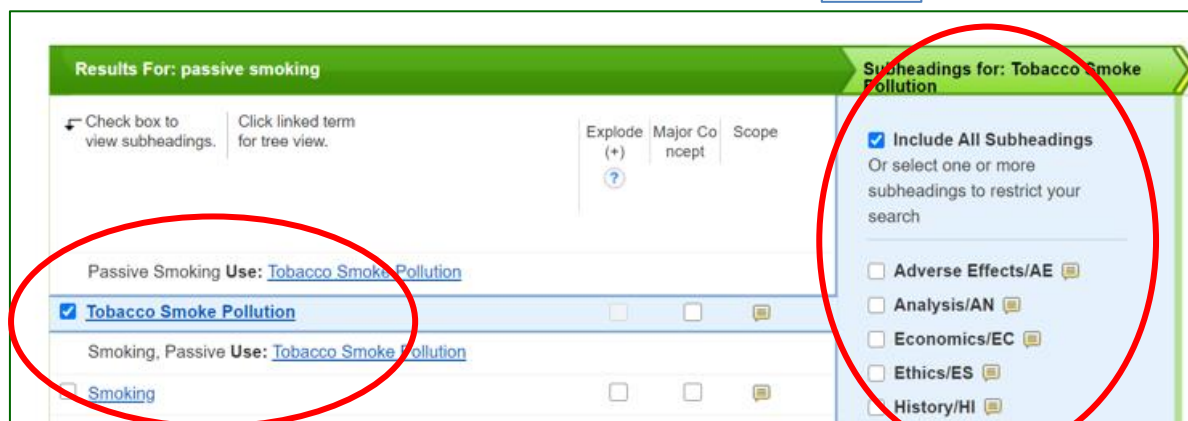 Results For: passive smoking
Check box to
view subheadings.
Click linked term
for tree view.
Explode
(+)
?
Major Co
ncept
Scope
Passive Smoking Use: Tobacco Smoke Pollution
Tobacco Smoke Pollution
Smoking, Passive Use: Tobacco Smoke Pollution
Smoking
Subheadings for: Tobacco Smoke
Pollution
Include All Subheadings
Or select one or more
subheadings to restrict your
search
Adverse Effects/AE
Analysis/AN
Economics/EC
Ethics/ES
History/HI